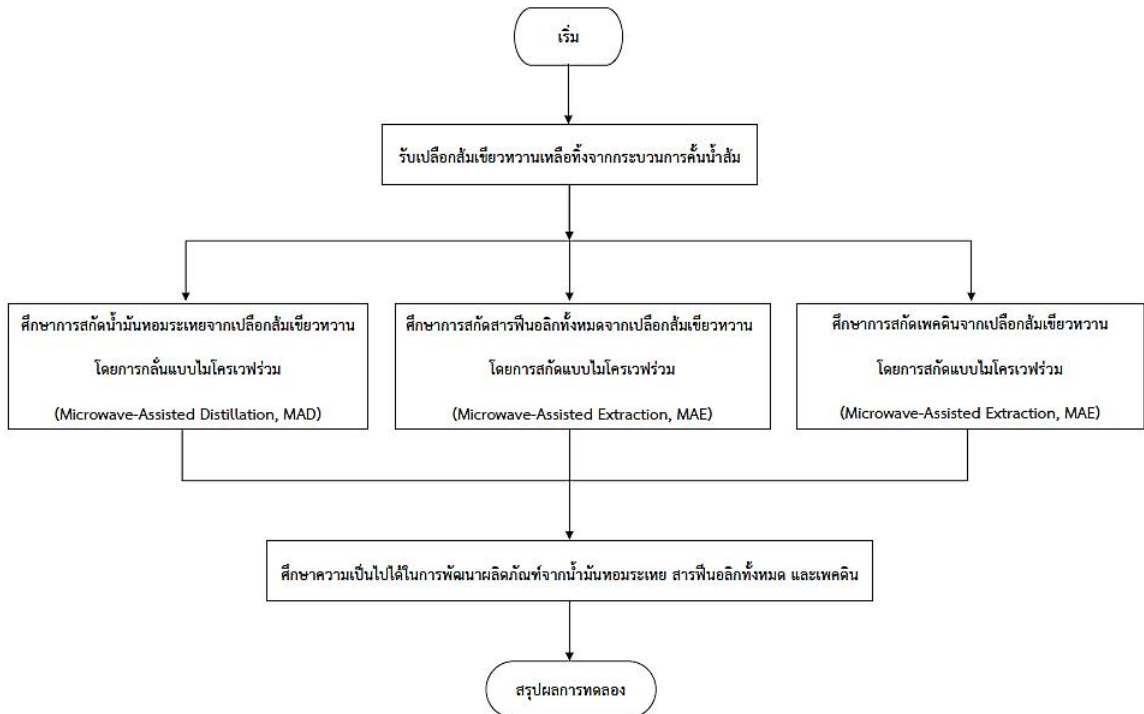 เริ่ม
รับเปลือกส้มเขียวหวานเหลือทิ้งจากกระบวนการคั้นน้ำส้ม
ศึกษาการสกัดน้ำมันหอมระเหยจากเปลือกส้มเขียวหวาน
โดยการกลั่นแบบไมโครเวฟร่วม
(Microwave-Assisted Distillation, MAD)
ศึกษาการสกัดสารฟีนอลิกทั้งหมดจากเปลือกส้มเขียวหวาน
โดยการสกัดแบบไมโครเวฟร่วม
(Microwave-Assisted Extraction, MAE)
ศึกษาการสกัดเพคดินจากเปลือกส้มเขียวหวาน
โดยการสกัดแบบไมโครเวฟร่วม
(Microwave-Assisted Extraction, MAE)
ศึกษาความเป็นไปได้ในการพัฒนาผลิตภัณฑ์จากน้ำมันหอมระเหย สารฟีนอลิกทั้งหมด และเพคดิน
สรุปผลการทดลอง